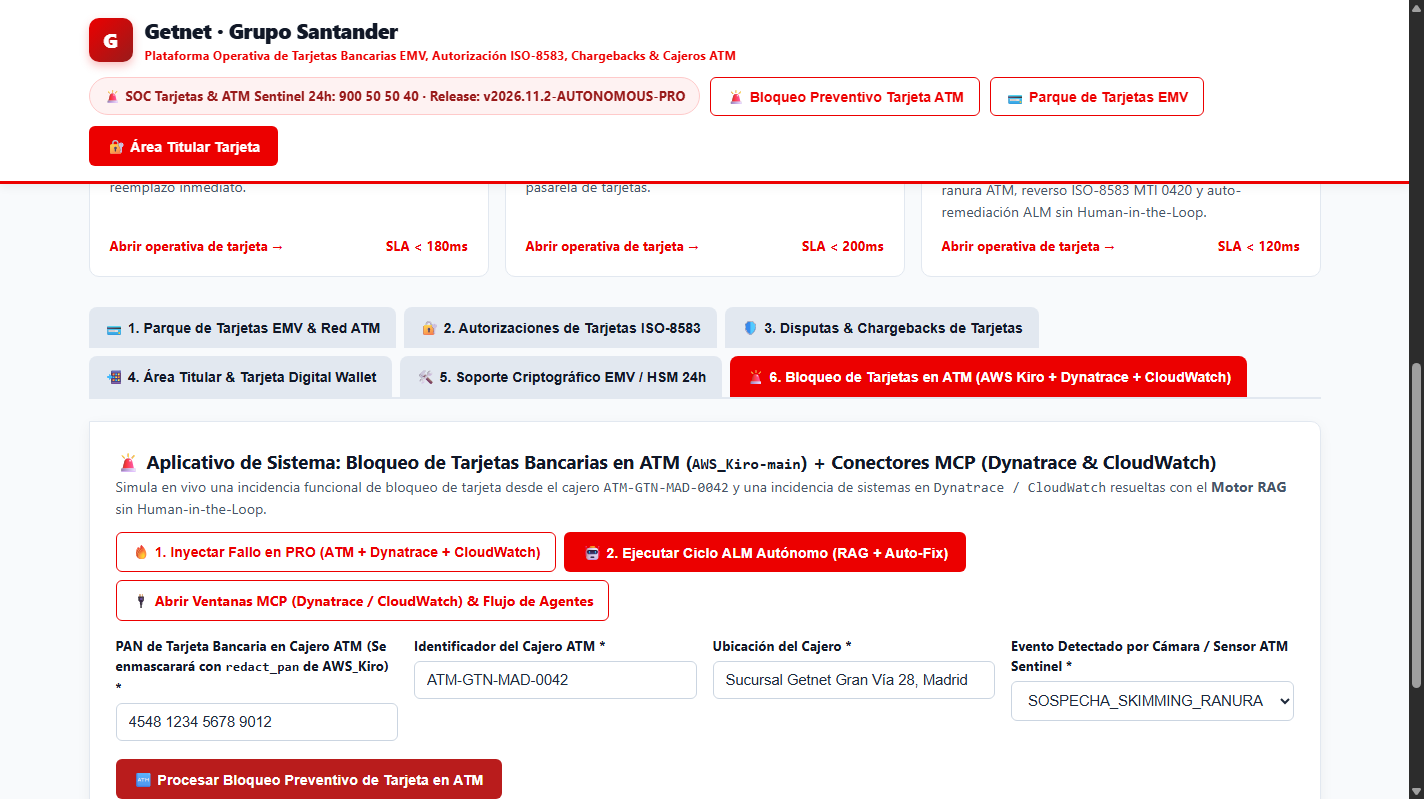 G
Getnet · Grupo Santander
Plataforma Operativa de Tarjetas Bancarias EMV, Autorización ISO-8583, Chargebacks & Cajeros ATM
SOC Tarjetas & ATM Sentinel 24h: 900 50 50 40 · Release: v2026.11.2-AUTONOMOUS-PRO
Bloqueo Preventivo Tarjeta ATM
Parque de Tarjetas EMV
Área Titular Tarjeta
reemplazo inmediato.
pasarela de tarjetas.
ranura ATM, reverso ISO-8583 MTI 0420 y auto-
remediación ALM sin Human-in-the-Loop.
Abrir operativa de tarjeta →
SLA < 180ms
Abrir operativa de tarjeta →
SLA < 200ms
Abrir operativa de tarjeta →
SLA < 120ms
1. Parque de Tarjetas EMV & Red ATM
2. Autorizaciones de Tarjetas ISO-8583
3. Disputas & Chargebacks de Tarjetas
4. Área Titular & Tarjeta Digital Wallet
5. Soporte Criptográfico EMV / HSM 24h
6. Bloqueo de Tarjetas en ATM (AWS Kiro + Dynatrace + CloudWatch)
Aplicativo de Sistema: Bloqueo de Tarjetas Bancarias en ATM (AWS_Kiro-main) + Conectores MCP (Dynatrace & CloudWatch)
Simula en vivo una incidencia funcional de bloqueo de tarjeta desde el cajero ATM-GTN-MAD-0042 y una incidencia de sistemas en Dynatrace / CloudWatch resueltas con el Motor RAG
sin Human-in-the-Loop.
1. Inyectar Fallo en PRO (ATM + Dynatrace + CloudWatch)
2. Ejecutar Ciclo ALM Autónomo (RAG + Auto-Fix)
Abrir Ventanas MCP (Dynatrace / CloudWatch) & Flujo de Agentes
PAN de Tarjeta Bancaria en Cajero ATM (Se
enmascarará con redact_pan de AWS_Kiro)
*
4548 1234 5678 9012
Identificador del Cajero ATM *
ATM-GTN-MAD-0042
Ubicación del Cajero *
Sucursal Getnet Gran Vía 28, Madrid
Evento Detectado por Cámara / Sensor ATM
Sentinel *
SOSPECHA_SKIMMING_RANURA
ATM Procesar Bloqueo Preventivo de Tarjeta en ATM